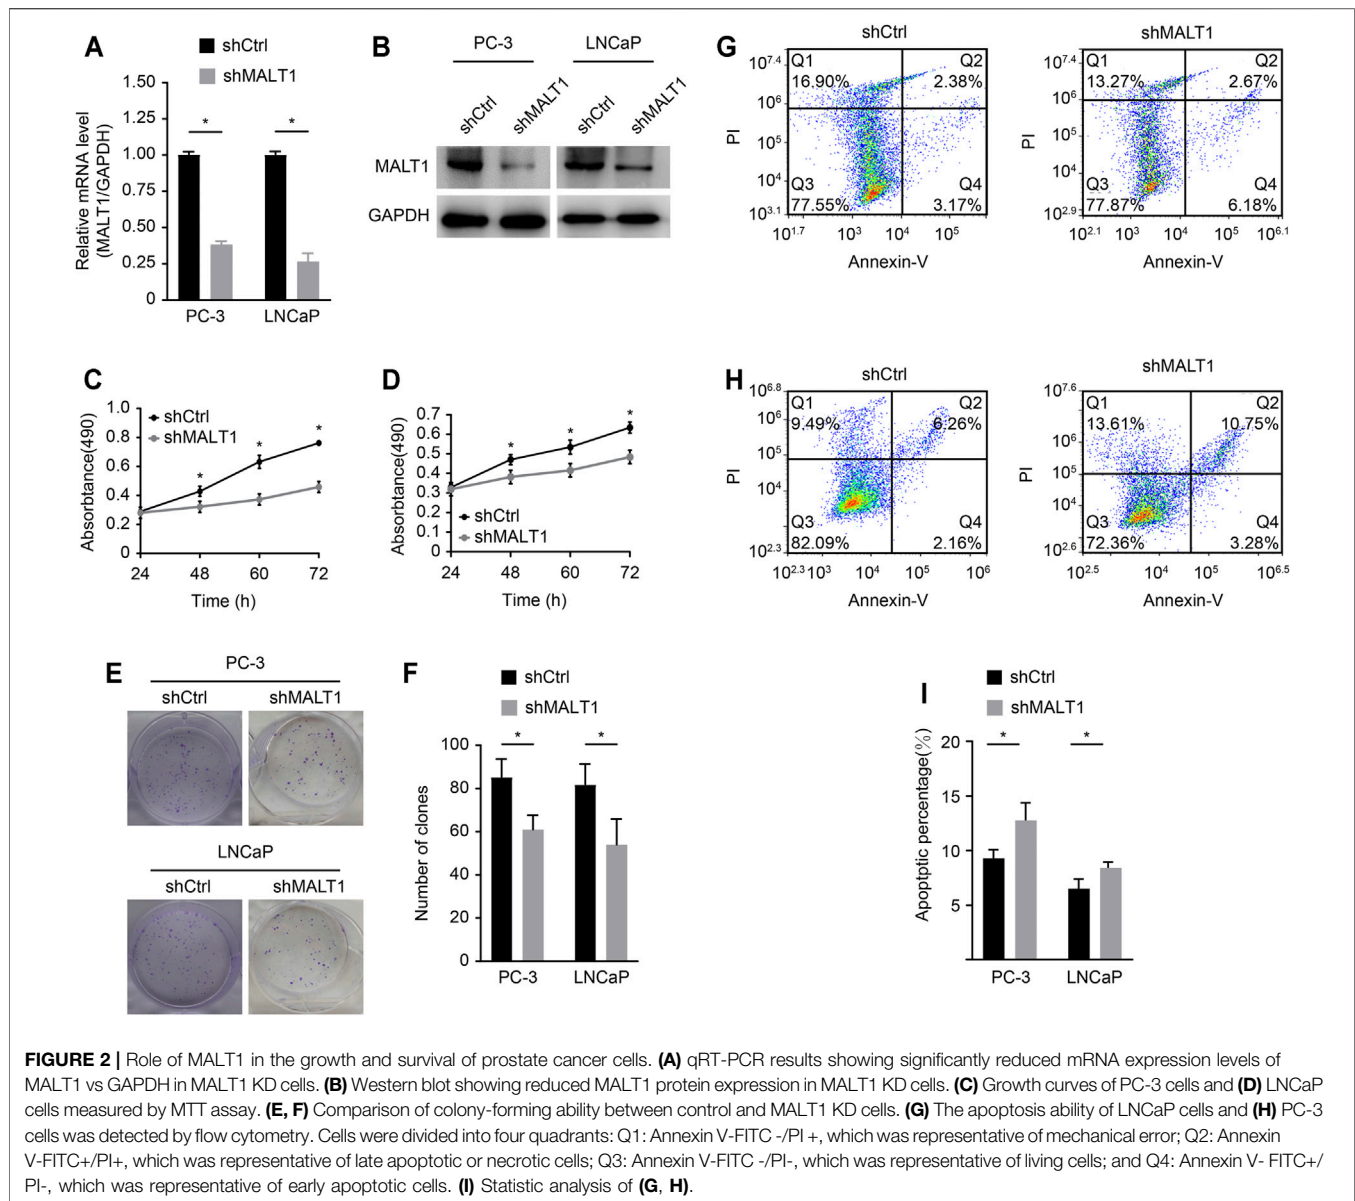 A
shCtrl
shMALT1
Relative mRNA level
(MALT1/GAPDH)
1.50
1.25
1.00
0.75
0.50
0.25
0
*
*
PC-3 LNCaP
B
PC-3 LNCaP
shCtrl shMALT1 shCtrl shMALT1
MALT1
GAPDH
G
shCtrl
PI
10^7.4
10^6
10^5
10^4
10^3.1
Q1 Q2
16.90% 2.38%
Q3 Q4
77.55% 3.17%
10^1.7 10^3 10^4 10^5
Annexin-V
shMALT1
PI
10^7.4
10^6
10^5
10^4
10^2.9
Q1 Q2
13.27% 2.67%
Q3 Q4
77.87% 6.18%
10^2.1 10^3 10^4 10^5 10^6.1
Annexin-V
C
Absorbtance(490)
1.0
0.8
0.6
0.4
0.2
0
shCtrl
shMALT1
* * *
24 48 60 72
Time (h)
D
Absorbtance(490)
0.7
0.6
0.5
0.4
0.3
0.2
0.1
0
* * *
shCtrl
shMALT1
24 48 60 72
Time (h)
H
shCtrl
PI
10^6.8
10^6
10^5
10^4
10^2.3
Q1 Q2
9.49% 6.26%
Q3 Q4
82.09% 2.16%
10^2.3 10^3 10^4 10^5 10^6
Annexin-V
shMALT1
PI
10^7.6
10^6
10^5
10^4
10^2.6
Q1 Q2
13.61% 10.75%
Q3 Q4
72.36% 3.28%
10^2.5 10^4 10^5 10^6.5
Annexin-V
E
PC-3
shCtrl shMALT1
LNCaP
shCtrl shMALT1
F
shCtrl
shMALT1
Number of clones
100
80
60
40
20
0
* *
PC-3 LNCaP
I
shCtrl
shMALT1
Apoptptic percentage(%)
20
15
10
5
* *
PC-3 LNCaP
FIGURE 2 | Role of MALT1 in the growth and survival of prostate cancer cells. (A) qRT-PCR results showing significantly reduced mRNA expression levels of
MALT1 vs GAPDH in MALT1 KD cells. (B) Western blot showing reduced MALT1 protein expression in MALT1 KD cells. (C) Growth curves of PC-3 cells and (D) LNCaP
cells measured by MTT assay. (E, F) Comparison of colony-forming ability between control and MALT1 KD cells. (G) The apoptosis ability of LNCaP cells and (H) PC-3
cells was detected by flow cytometry. Cells were divided into four quadrants: Q1: Annexin V-FITC -/PI +, which was representative of mechanical error; Q2: Annexin
V-FITC+/PI+, which was representative of late apoptotic or necrotic cells; Q3: Annexin V-FITC -/PI-, which was representative of living cells; and Q4: Annexin V- FITC+/
PI-, which was representative of early apoptotic cells. (I) Statistic analysis of (G, H).